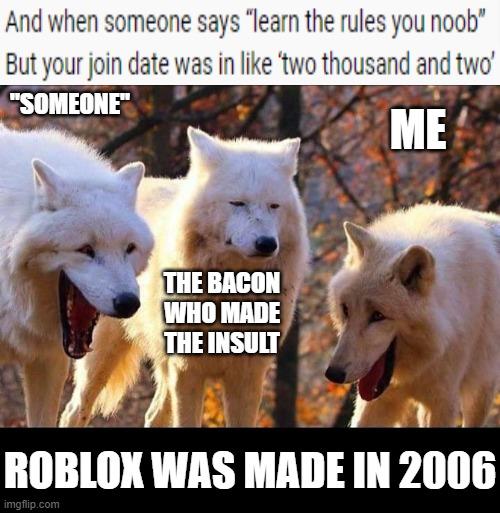 And when someone says “learn the rules you noob”
But your join date was in like ‘two thousand and two’
"SOMEONE"
ME
THE BACON
WHO MADE
THE INSULT
ROBLOX WAS MADE IN 2006
imgflip.com